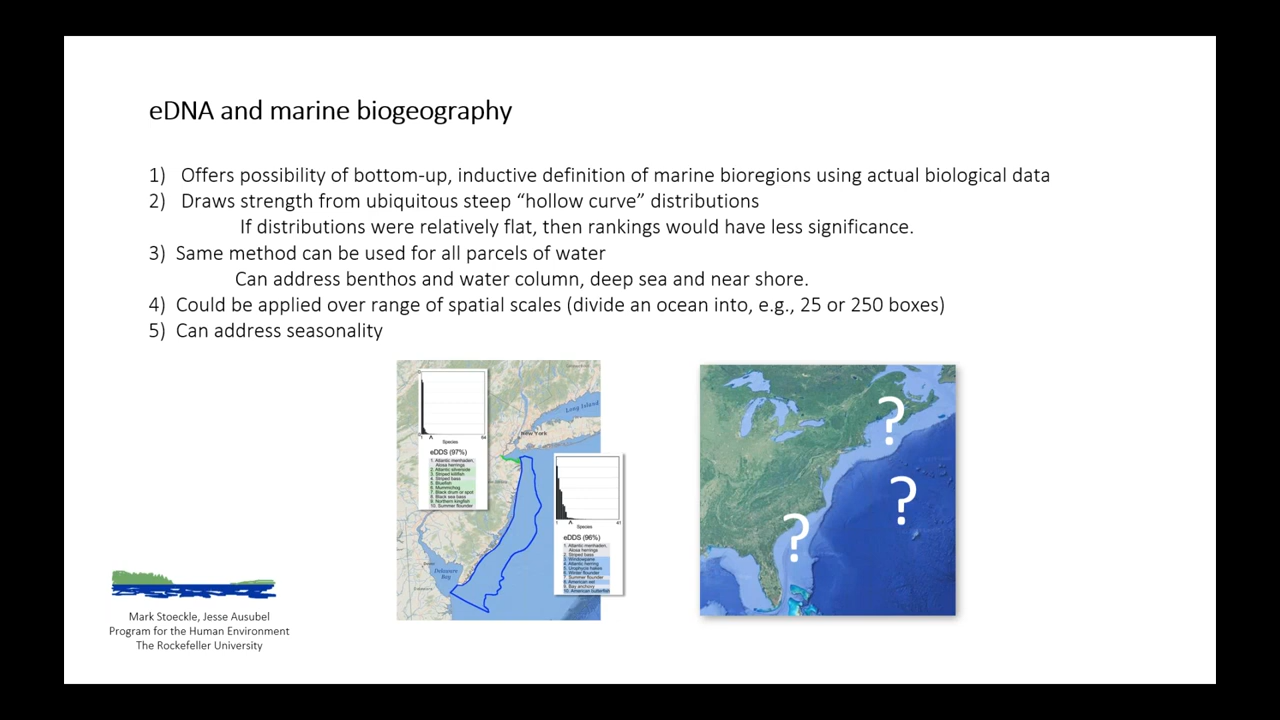 eDNA and marine biogeography
1) Offers possibility of bottom-up, inductive definition of marine bioregions using actual biological data
2) Draws strength from ubiquitous steep “hollow curve” distributions
If distributions were relatively flat, then rankings would have less significance.
3) Same method can be used for all parcels of water
Can address benthos and water column, deep sea and near shore.
4) Could be applied over range of spatial scales (divide an ocean into, e.g., 25 or 250 boxes)
5) Can address seasonality
Species
eDDS (97%)
1. Atlantic menhaden,
Alosa herrings
2. Atlantic silverside
3. Striped killifish
4. Striped bass
5. Bluefish
6. Mummichog
7. Black drum or spot
8. Black sea bass
9. Northern kingfish
10. Summer flounder
New York
Long Island
Delaware
Bay
Species
eDDS (96%)
1. Atlantic menhaden,
Alosa herrings
2. Striped bass
3. Windowpane
4. Atlantic herring
5. Urophycis hakes
6. Winter flounder
7. Summer flounder
8. American eel
9. Bay anchovy
10. American butterfish
?
?
?
Mark Stoeckle, Jesse Ausubel
Program for the Human Environment
The Rockefeller University